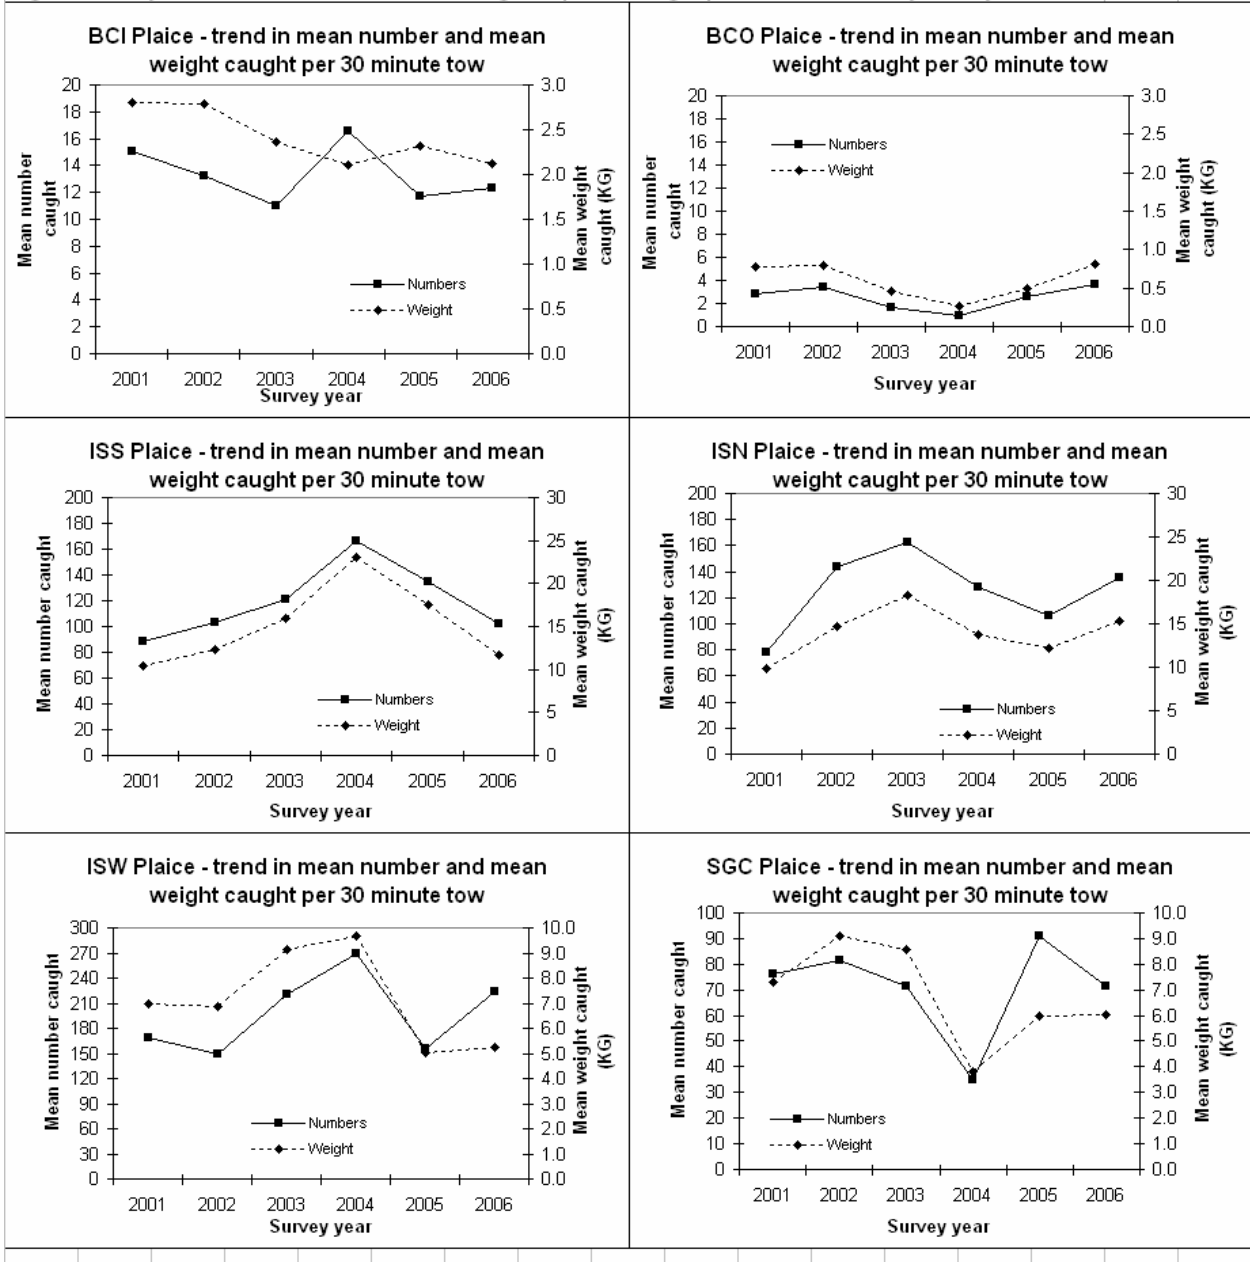 BCI Plaice - trend in mean number and mean
weight caught per 30 minute tow
20
18
16
14
12
10
8
6
4
2
0
Mean number
caught
3.0
2.5
2.0
1.5
1.0
0.5
0.0
Mean weight
caught (KG)
Numbers
Weight
2001 2002 2003 2004 2005 2006
Survey year
BCO Plaice - trend in mean number and mean
weight caught per 30 minute tow
20
18
16
14
12
10
8
6
4
2
0
Mean number
caught
3.0
2.5
2.0
1.5
1.0
0.5
0.0
Mean weight
caught (KG)
Numbers
Weight
2001 2002 2003 2004 2005 2006
Survey year
ISS Plaice - trend in mean number and mean
weight caught per 30 minute tow
200
180
160
140
120
100
80
60
40
20
0
Mean number caught
30
25
20
15
10
5
0
Mean weight caught
(KG)
Numbers
Weight
2001 2002 2003 2004 2005 2006
Survey year
ISN Plaice - trend in mean number and mean
weight caught per 30 minute tow
200
180
160
140
120
100
80
60
40
20
0
Mean number caught
30
25
20
15
10
5
0
Mean weight caught
(KG)
Numbers
Weight
2001 2002 2003 2004 2005 2006
Survey year
ISW Plaice - trend in mean number and mean
weight caught per 30 minute tow
300
270
240
210
180
150
120
90
60
30
0
Mean number caught
10.0
9.0
8.0
7.0
6.0
5.0
4.0
3.0
2.0
1.0
0.0
Mean weight caught
(KG)
Numbers
Weight
2001 2002 2003 2004 2005 2006
Survey year
SGC Plaice - trend in mean number and mean
weight caught per 30 minute tow
100
90
80
70
60
50
40
30
20
10
0
Mean number caught
10.0
9.0
8.0
7.0
6.0
5.0
4.0
3.0
2.0
1.0
0.0
Mean weight caught
(KG)
Numbers
Weight
2001 2002 2003 2004 2005 2006
Survey year